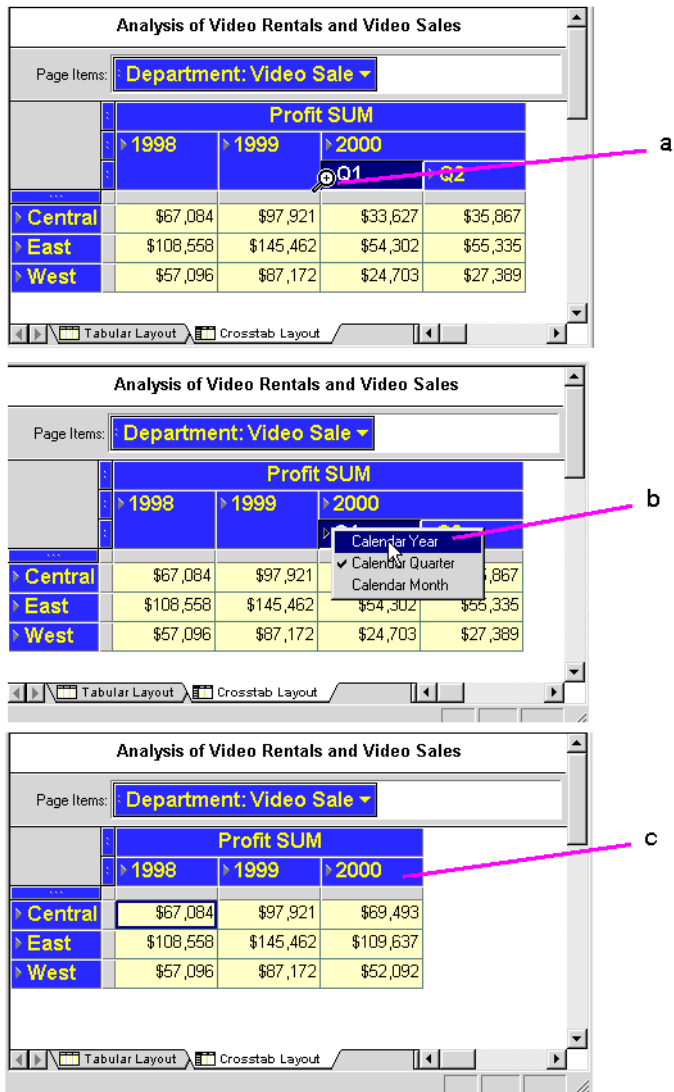 Analysis of Video Rentals and Video Sales
Page Items: Department: Video Sale
Profit SUM
1998 1999 2000
Q1 Q2
Central $67,084 $97,921 $33,627 $35,867
East $108,558 $145,462 $54,302 $55,335
West $57,096 $87,172 $24,703 $27,389
Tabular Layout Crosstab Layout
a
Analysis of Video Rentals and Video Sales
Page Items: Department: Video Sale
Profit SUM
1998 1999 2000
Calendar Year
Calendar Quarter
Calendar Month
Central $67,084 $97,921 ,867
East $108,558 $145,462 $54,302 $55,335
West $57,096 $87,172 $24,703 $27,389
Tabular Layout Crosstab Layout
b
Analysis of Video Rentals and Video Sales
Page Items: Department: Video Sale
Profit SUM
1998 1999 2000
Central $67,084 $97,921 $69,493
East $108,558 $145,462 $109,637
West $57,096 $87,172 $52,092
Tabular Layout Crosstab Layout
c